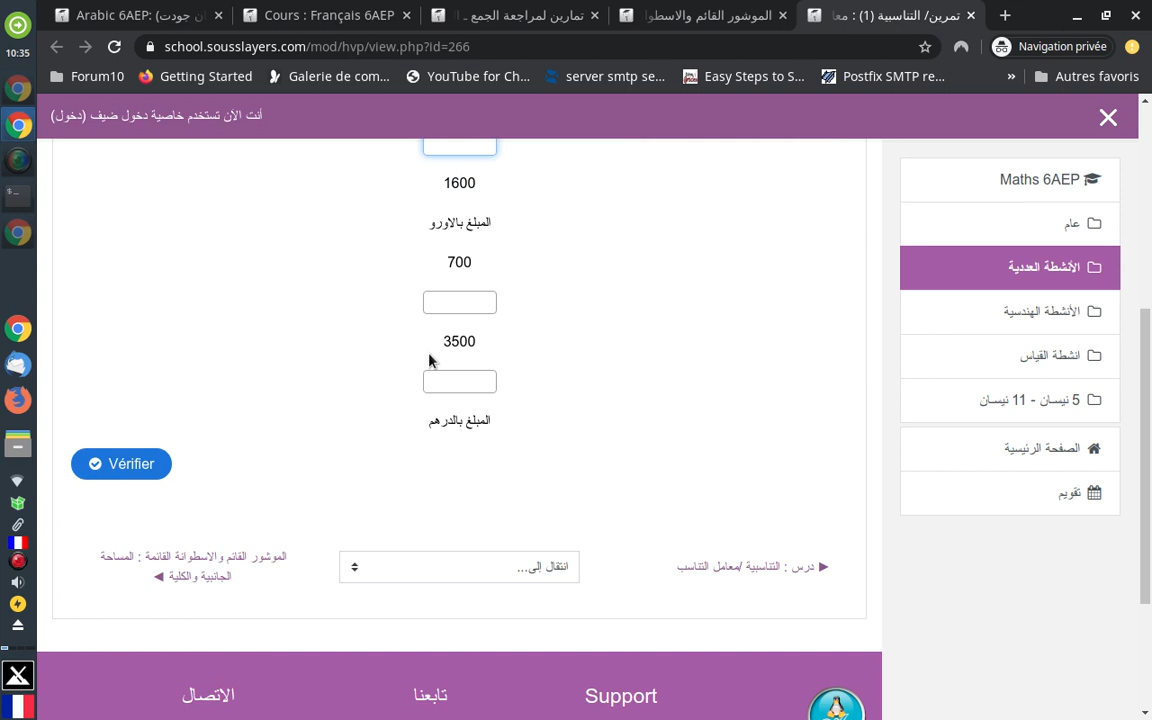 10:35
Arabic 6AEP: (ان جودت
Cours : Français 6AEP
تمارين لمراجعة الجمع ـ ا
الموشور القائم والاسطوا
تمرين/ التناسبية (1) : معا
school.sousslayers.com/mod/hvp/view.php?id=266
Navigation privée
Forum10
Getting Started
Galerie de com...
YouTube for Ch...
server smtp se...
Easy Steps to S...
Postfix SMTP re...
»
Autres favoris
أنت الآن تستخدم خاصية دخول ضيف (دخول)
1600
المبلغ بالاورو
700
3500
المبلغ بالدرهم
Vérifier
Maths 6AEP
عام
الأنشطة العددية
الأنشطة الهندسية
انشطة القياس
5 نيسان - 11 نيسان
الصفحة الرئيسية
تقويم
درس : التناسبية /معامل التناسب
انتقال إلى...
الموشور القائم والاسطوانة القائمة : المساحة
الجانبية والكلية
Support
تابعنا
الاتصال